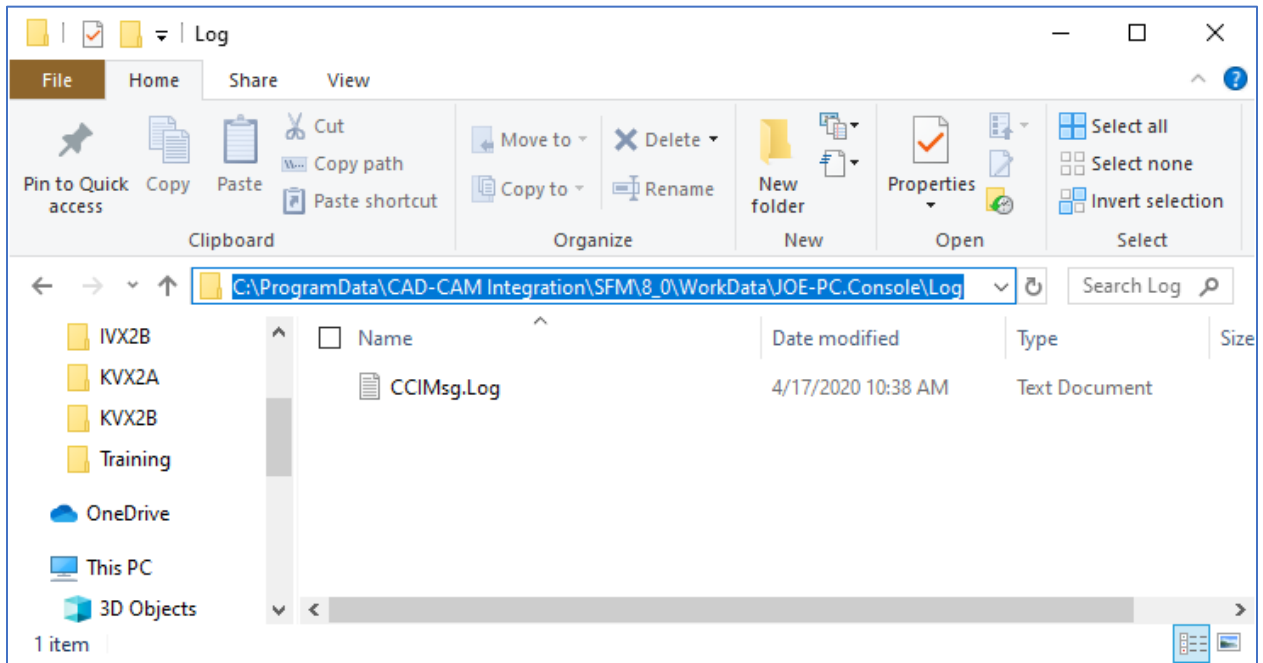 Log
File Home Share View
Pin to Quick access
Copy
Paste
Cut
Copy path
Paste shortcut
Clipboard
Move to
Copy to
Delete
Rename
Organize
New folder
New
Properties
Open
Select all
Select none
Invert selection
Select
C:\ProgramData\CAD-CAM Integration\SFM\8_0\WorkData\JOE-PC.Console\Log
Search Log
IVX2B
KVX2A
KVX2B
Training
OneDrive
This PC
3D Objects
Name Date modified Type Size
CCIMsg.Log 4/17/2020 10:38 AM Text Document
1 item